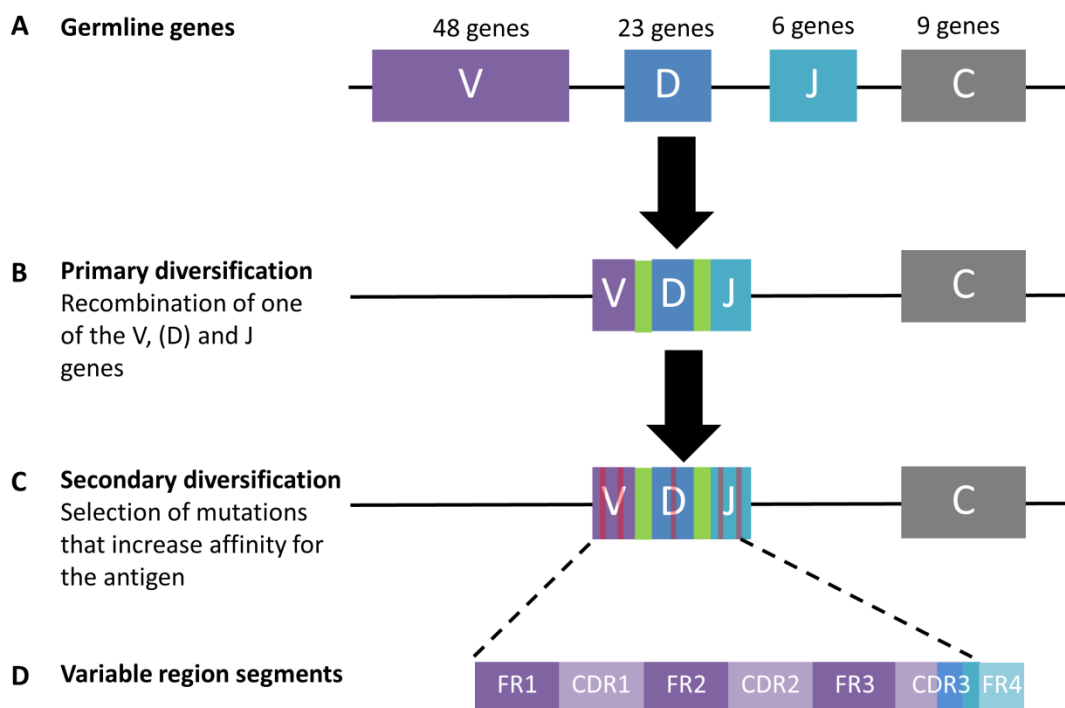 A Germline genes
48 genes 23 genes 6 genes 9 genes
V D J C
B Primary diversification
Recombination of one
of the V, (D) and J
genes
V D J C
C Secondary diversification
Selection of mutations
that increase affinity for
the antigen
V D J C
D Variable region segments
FR1 CDR1 FR2 CDR2 FR3 CDR3 FR4